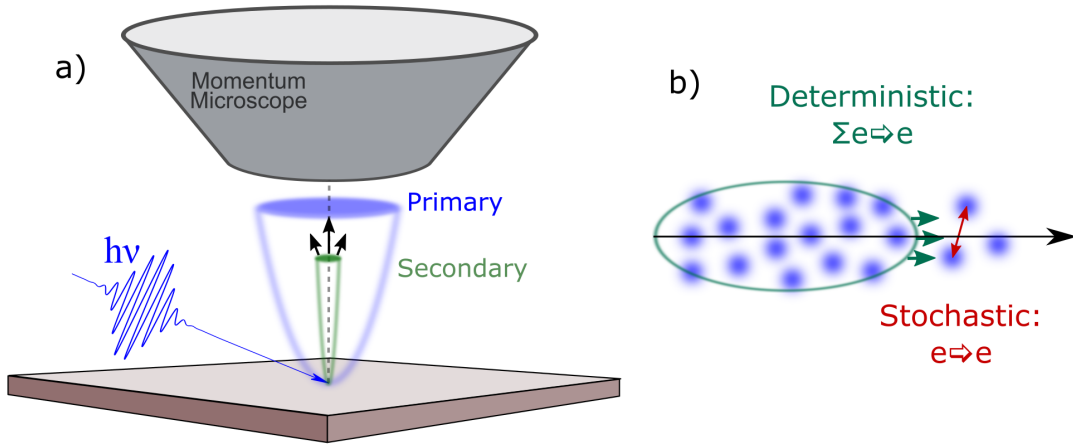 a)
Momentum
Microscope
Primary
Secondary
hν
b)
Deterministic:
Σe⇨e
Stochastic:
e⇨e